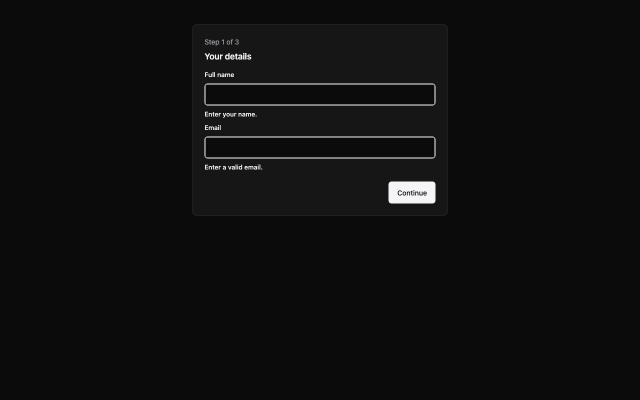 Step 1 of 3
Your details
Full name
Enter your name.
Email
Enter a valid email.
Continue